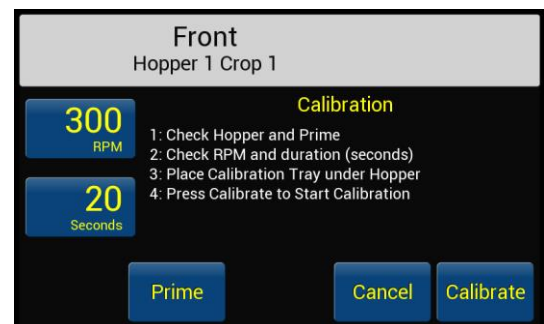 Front
Hopper 1 Crop 1
300
RPM
20
Seconds
Calibration
1: Check Hopper and Prime
2: Check RPM and duration (seconds)
3: Place Calibration Tray under Hopper
4: Press Calibrate to Start Calibration
Prime
Cancel
Calibrate